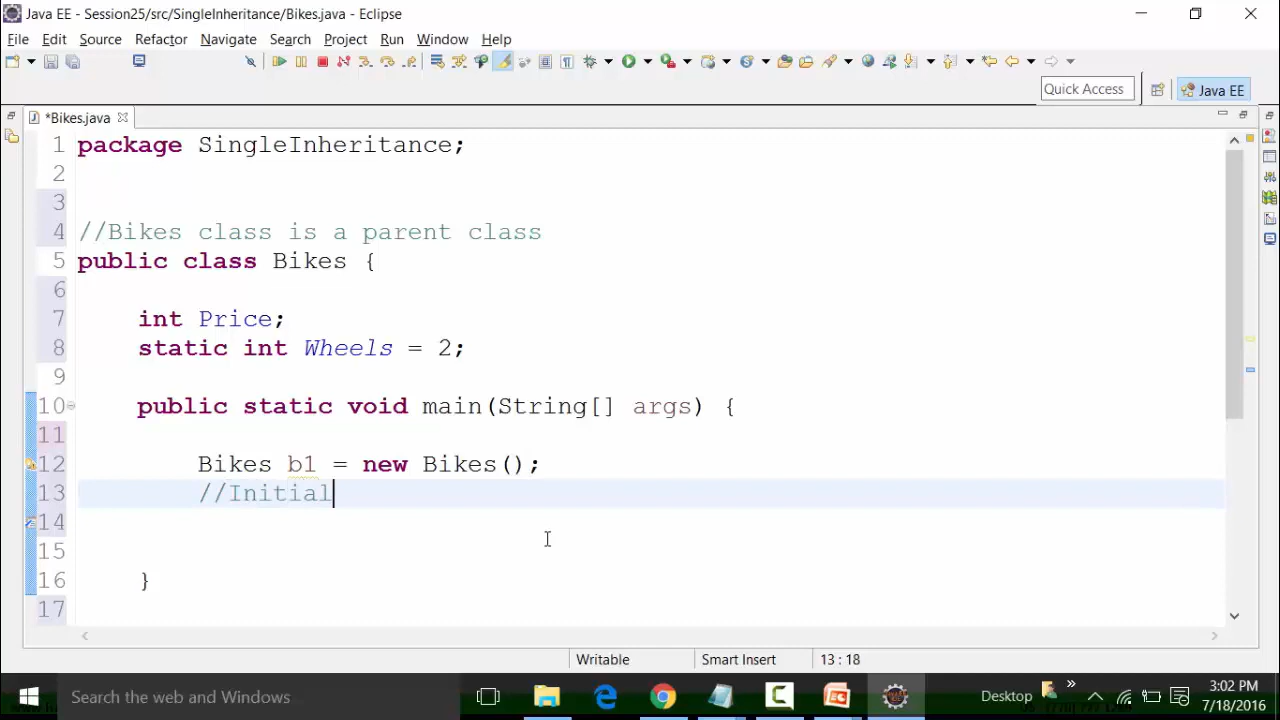 Java EE - Session25/src/SingleInheritance/Bikes.java - Eclipse
File Edit Source Refactor Navigate Search Project Run Window Help
Quick Access Java EE
*Bikes.java
1 package SingleInheritance;
2
3
4 //Bikes class is a parent class
5 public class Bikes {
6
7 int Price;
8 static int Wheels = 2;
9
10 public static void main(String[] args) {
11
12 Bikes b1 = new Bikes();
13 //Initial
14
15
16 }
17
Writable Smart Insert 13 : 18
Search the web and Windows Desktop 3:02 PM
7/18/2016